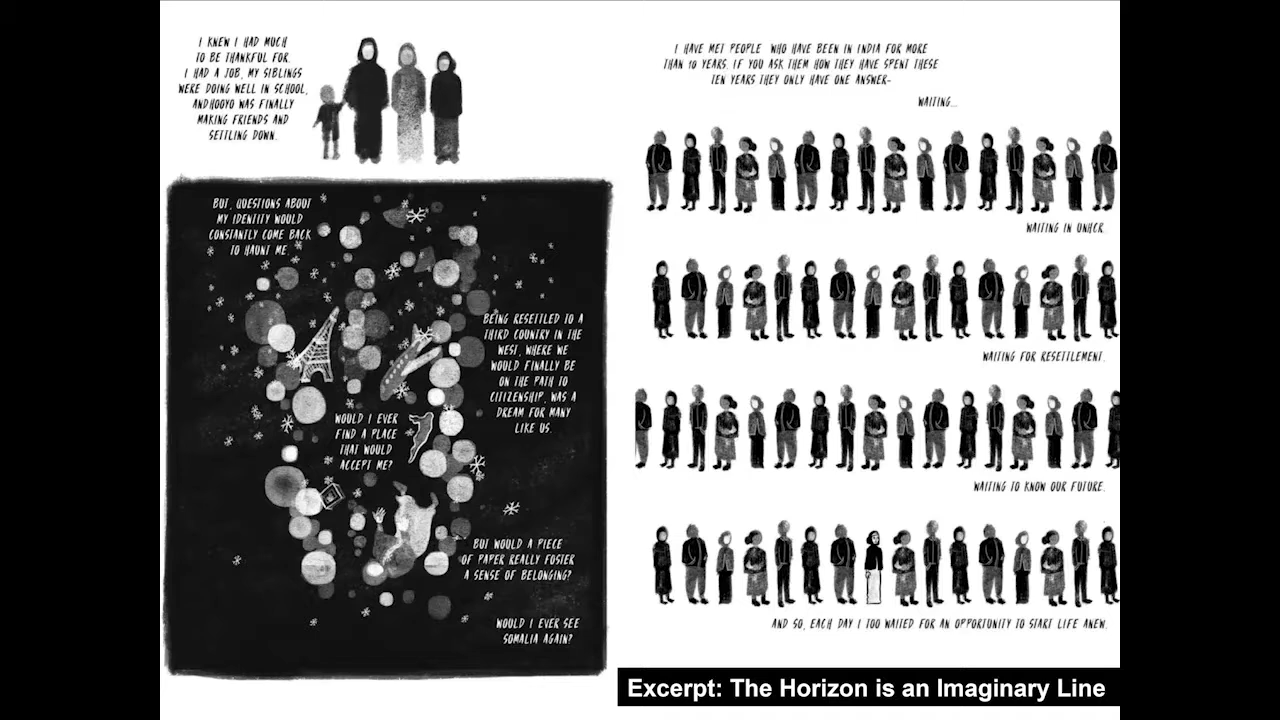 I KNEW I HAD MUCH
TO BE THANKFUL FOR.
I HAD A JOB, MY SIBLINGS
WERE DOING WELL IN SCHOOL,
AND HOOYO WAS FINALLY
MAKING FRIENDS AND
SETTLING DOWN.
BUT, QUESTIONS ABOUT
MY IDENTITY WOULD
CONSTANTLY COME BACK
TO HAUNT ME.
BEING RESETTLED TO A
THIRD COUNTRY IN THE
WEST, WHERE WE
WOULD FINALLY BE
ON THE PATH TO
CITIZENSHIP, WAS A
DREAM FOR MANY
LIKE US.
WOULD I EVER
FIND A PLACE
THAT WOULD
ACCEPT ME?
BUT WOULD A PIECE
OF PAPER REALLY FOSTER
A SENSE OF BELONGING?
WOULD I EVER SEE
SOMALIA AGAIN?
I HAVE MET PEOPLE WHO HAVE BEEN IN INDIA FOR MORE
THAN 10 YEARS. IF YOU ASK THEM HOW THEY HAVE SPENT THESE
TEN YEARS THEY ONLY HAVE ONE ANSWER-
WAITING...
WAITING IN UNHCR.
WAITING FOR RESETTLEMENT.
WAITING TO KNOW OUR FUTURE.
AND SO, EACH DAY I TOO WAITED FOR AN OPPORTUNITY TO START LIFE ANEW.
Excerpt: The Horizon is an Imaginary Line